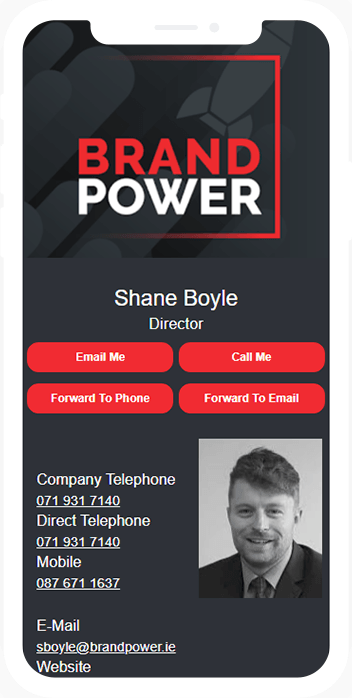 BRAND
POWER
Shane Boyle
Director
Email Me
Call Me
Forward To Phone
Forward To Email
Company Telephone
071 931 7140
Direct Telephone
071 931 7140
Mobile
087 671 1637
E-Mail
sboyle@brandpower.ie
Website